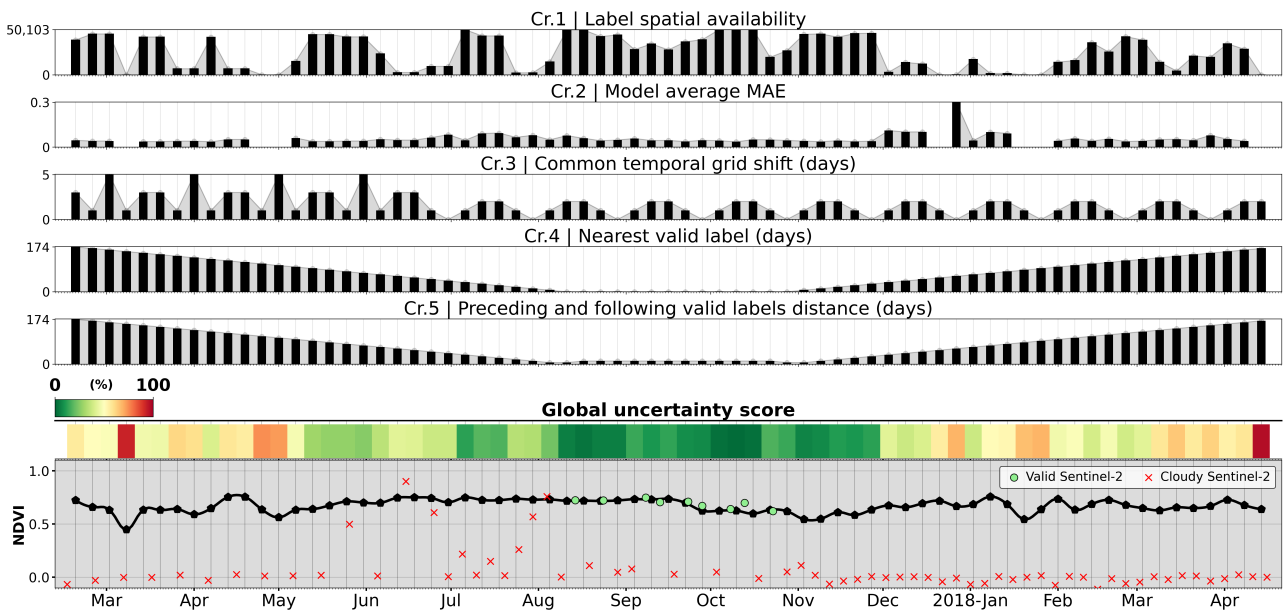 Cr.1 | Label spatial availability
50,103
0
Cr.2 | Model average MAE
0.3
0
Cr.3 | Common temporal grid shift (days)
5
0
Cr.4 | Nearest valid label (days)
174
0
Cr.5 | Preceding and following valid labels distance (days)
174
0
0 (%) 100
Global uncertainty score
1.0
0.5
0.0
NDVI
Valid Sentinel-2 Cloudy Sentinel-2
Mar Apr May Jun Jul Aug Sep Oct Nov Dec 2018-Jan Feb Mar Apr